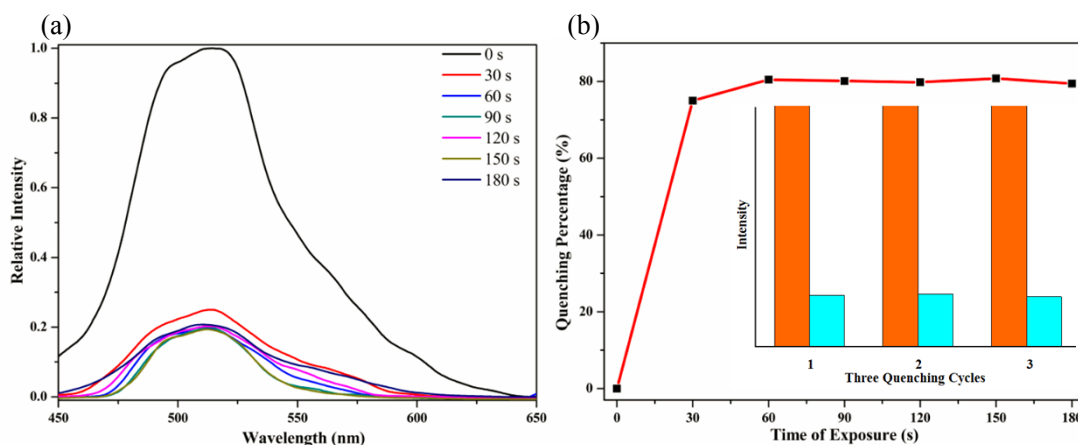 (a)
1.0
0.8
0.6
0.4
0.2
0.0
Relative Intensity
450
500
550
600
650
Wavelength (nm)
0 s
30 s
60 s
90 s
120 s
150 s
180 s
(b)
80
60
40
20
0
Quenching Percentage (%)
0
30
60
90
120
150
180
Time of Exposure (s)
Intensity
1
2
3
Three Quenching Cycles